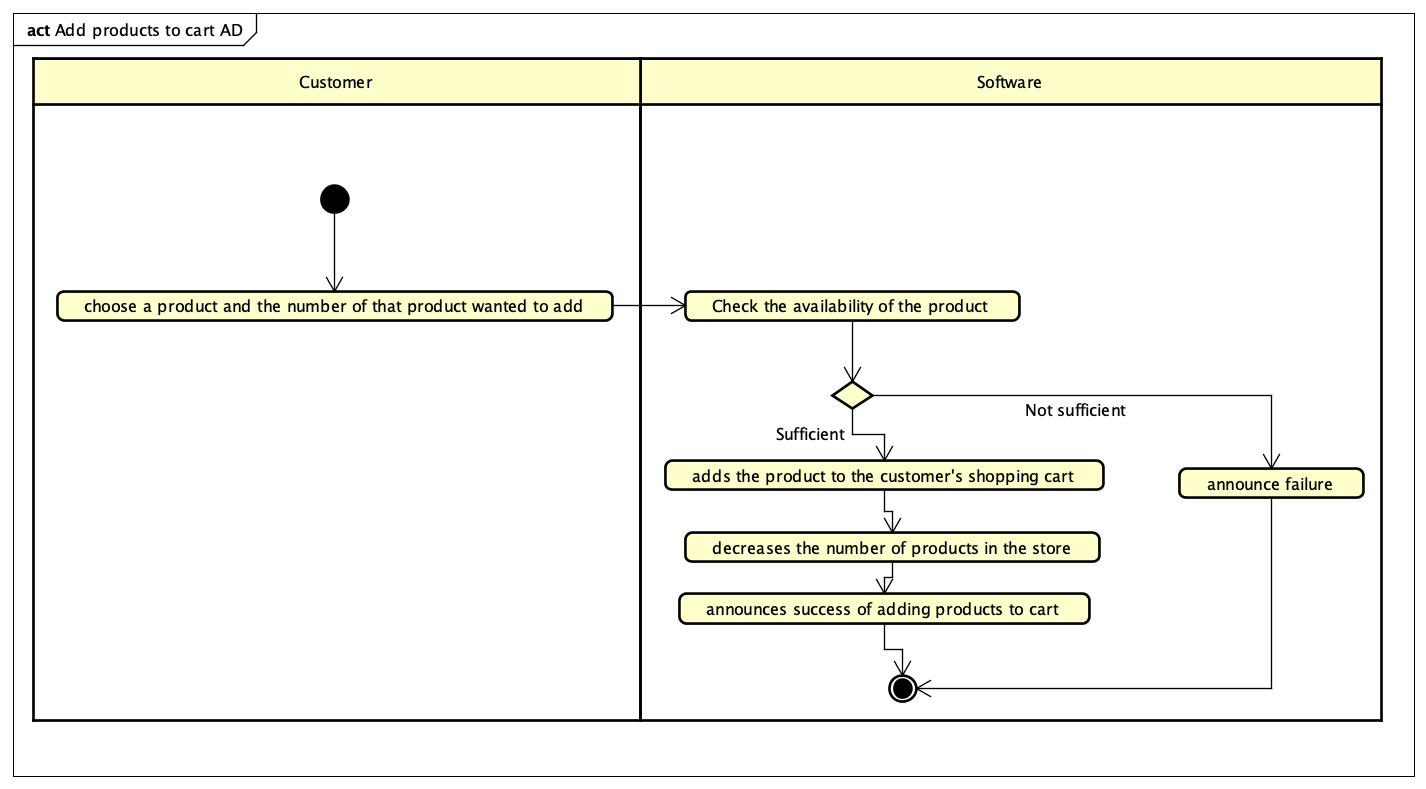 act Add products to cart AD
Customer
Software
choose a product and the number of that product wanted to add
Check the availability of the product
Not sufficient
Sufficient
adds the product to the customer's shopping cart
announce failure
decreases the number of products in the store
announces success of adding products to cart